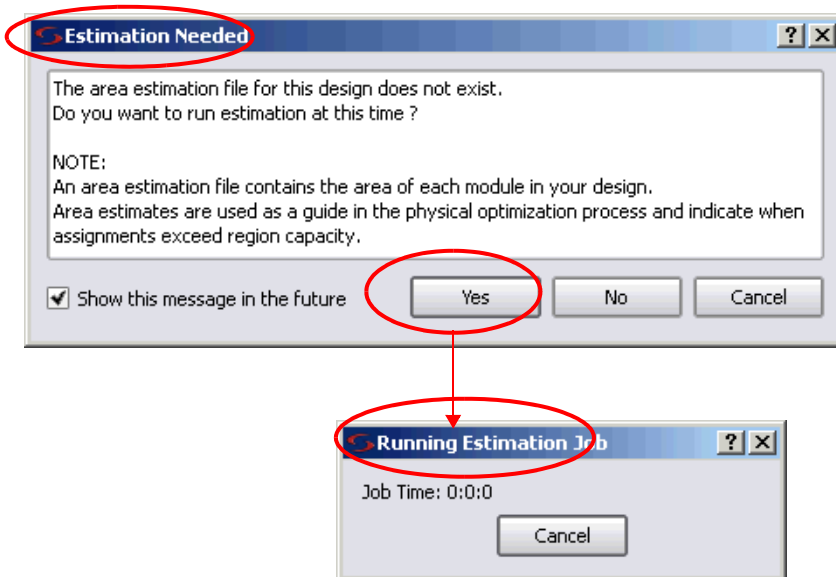 Estimation Needed
The area estimation file for this design does not exist.
Do you want to run estimation at this time ?
NOTE:
An area estimation file contains the area of each module in your design.
Area estimates are used as a guide in the physical optimization process and indicate when
assignments exceed region capacity.
Show this message in the future
Yes
No
Cancel
Running Estimation Job
Job Time: 0:0:0
Cancel